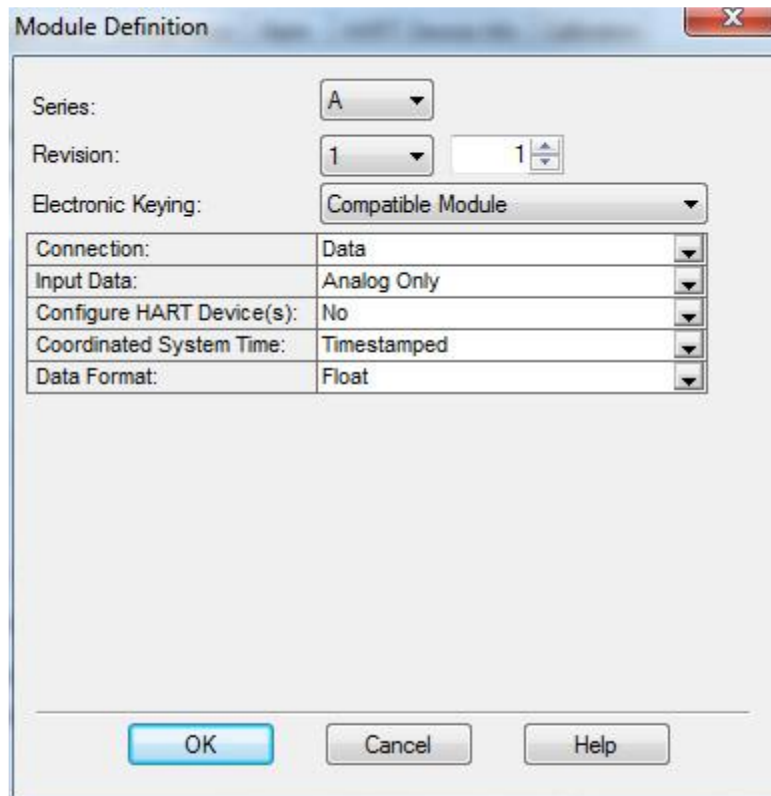 Module Definition
X
Series: A
Revision: 1 1
Electronic Keying: Compatible Module
Connection: Data
Input Data: Analog Only
Configure HART Device(s): No
Coordinated System Time: Timestamped
Data Format: Float
OK Cancel Help